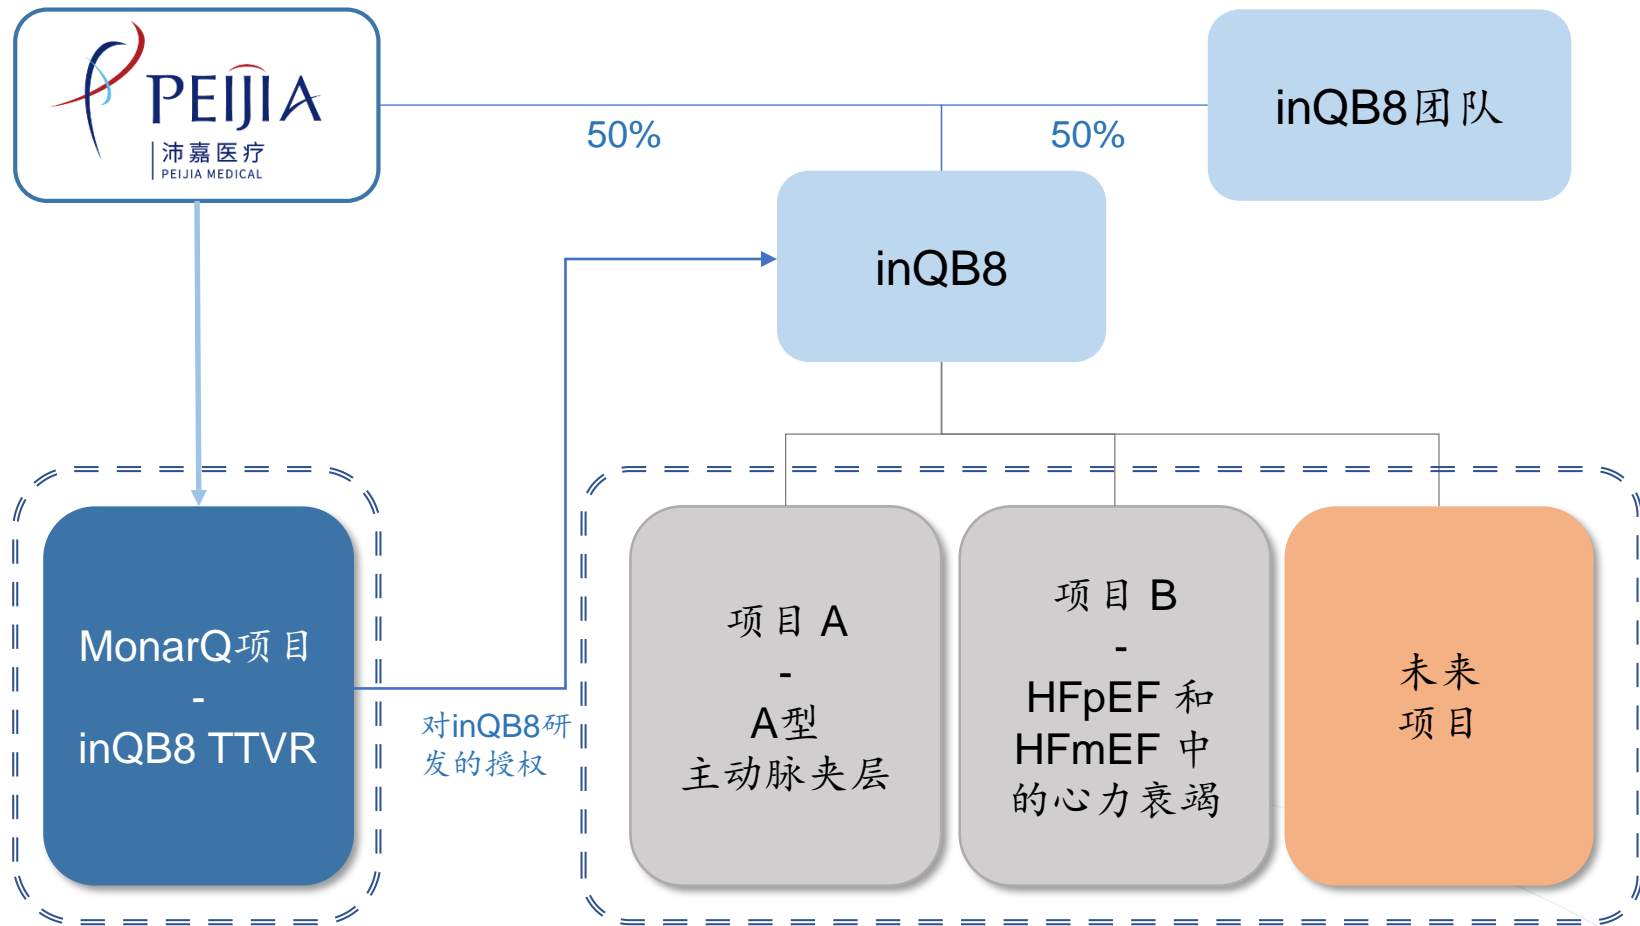 PEIJIA
沛嘉医疗
PEIJIA MEDICAL
50%
50%
inQB8团队
inQB8
MonarQ项目
-
inQB8 TTVR
对inQB8研
发的授权
项目 A
-
A型
主动脉夹层
项目 B
-
HFpEF 和
HFmEF 中
的心力衰竭
未来
项目